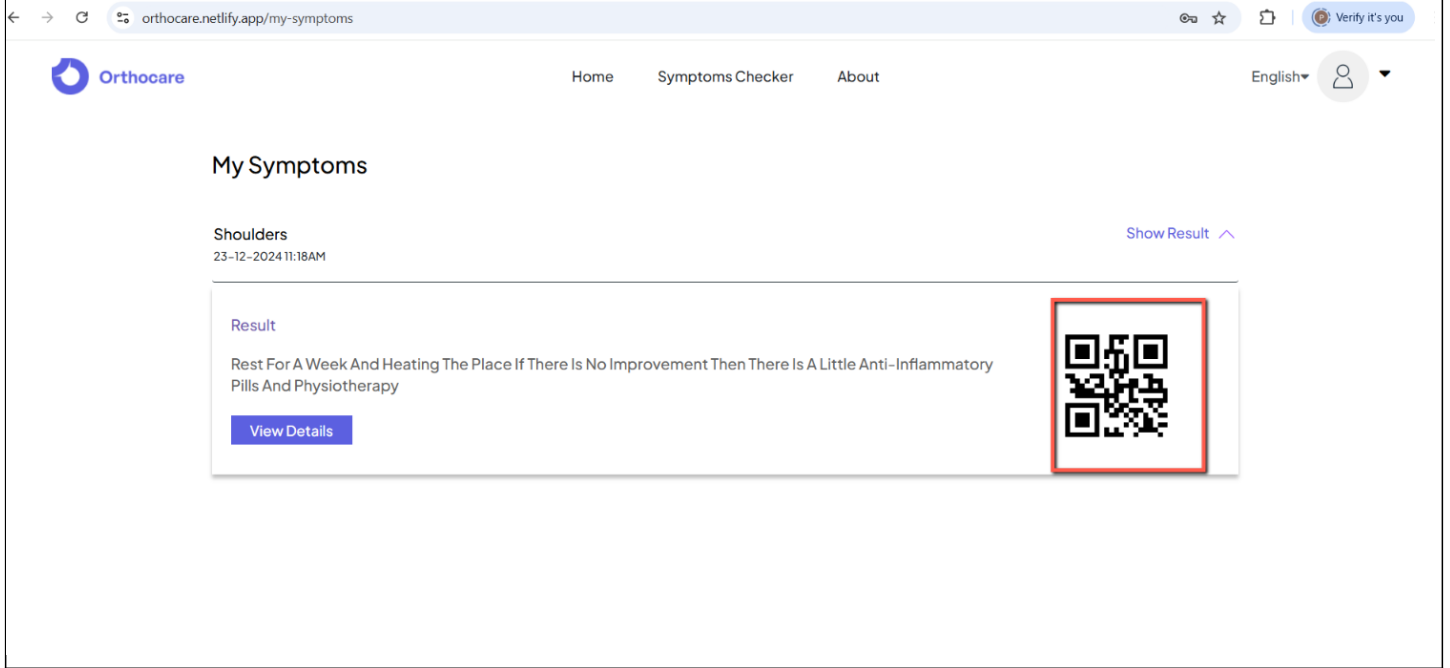 orthocare.netlify.app/my-symptoms
P
Verify it's you
Orthocare
Home
Symptoms Checker
About
English
My Symptoms
Shoulders
Show Result
23-12-2024 11:18AM
Result
Rest For A Week And Heating The Place If There Is No Improvement Then There Is A Little Anti-Inflammatory
Pills And Physiotherapy
View Details